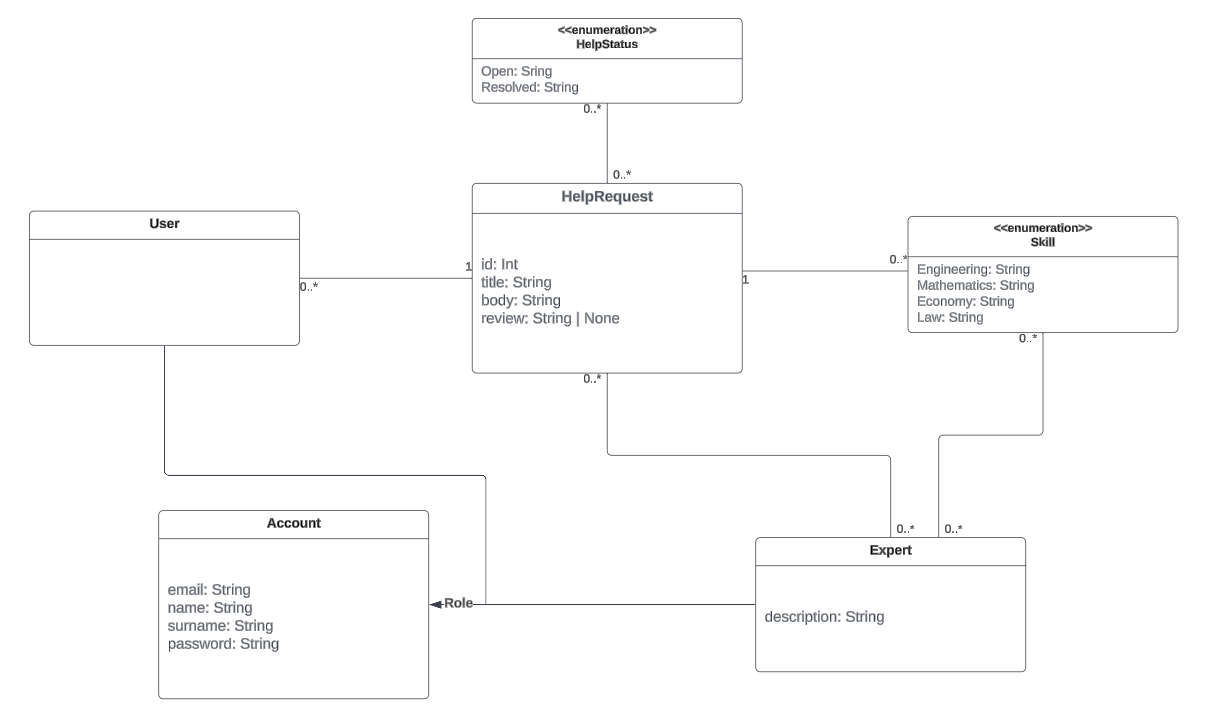 <<enumeration>>
HelpStatus
Open: Sring
Resolved: String
0..*
0..*
HelpRequest
id: Int
title: String
body: String
review: String | None
User
0..*
1
1
0..*
<<enumeration>>
Skill
Engineering: String
Mathematics: String
Economy: String
Law: String
0..*
0..*
0..*
0..*
Account
email: String
name: String
surname: String
password: String
Role
Expert
description: String